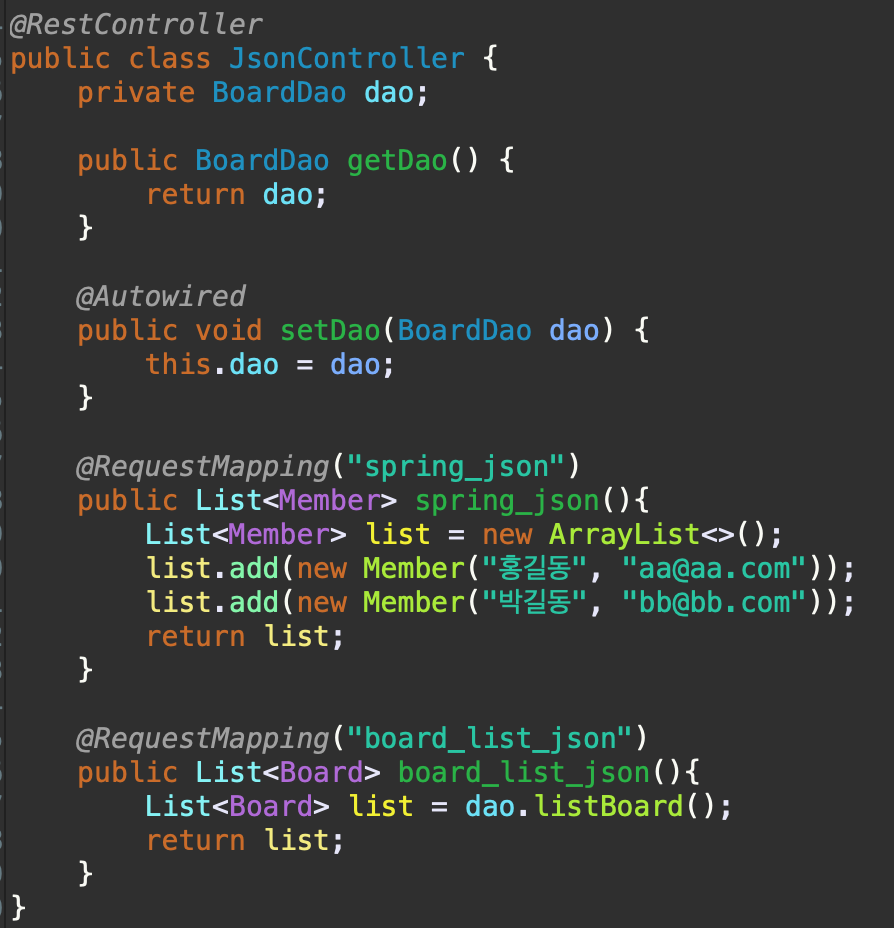 @RestController
public class JsonController {
    private BoardDao dao;

    public BoardDao getDao() {
        return dao;
    }

    @Autowired
    public void setDao(BoardDao dao) {
        this.dao = dao;
    }

    @RequestMapping("spring_json")
    public List<Member> spring_json(){
        List<Member> list = new ArrayList<>();
        list.add(new Member("홍길동", "aa@aa.com"));
        list.add(new Member("박길동", "bb@bb.com"));
        return list;
    }

    @RequestMapping("board_list_json")
    public List<Board> board_list_json(){
        List<Board> list = dao.listBoard();
        return list;
    }
}